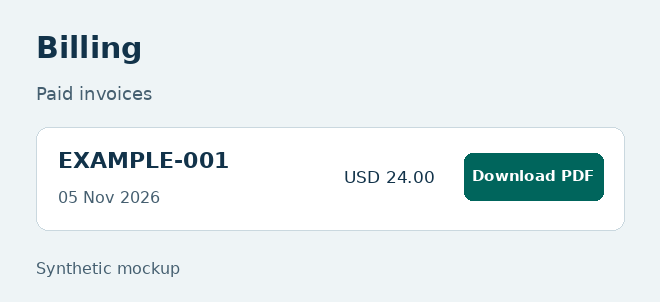 Billing
Paid invoices
EXAMPLE-001
05 Nov 2026
USD 24.00
Download PDF
Synthetic mockup